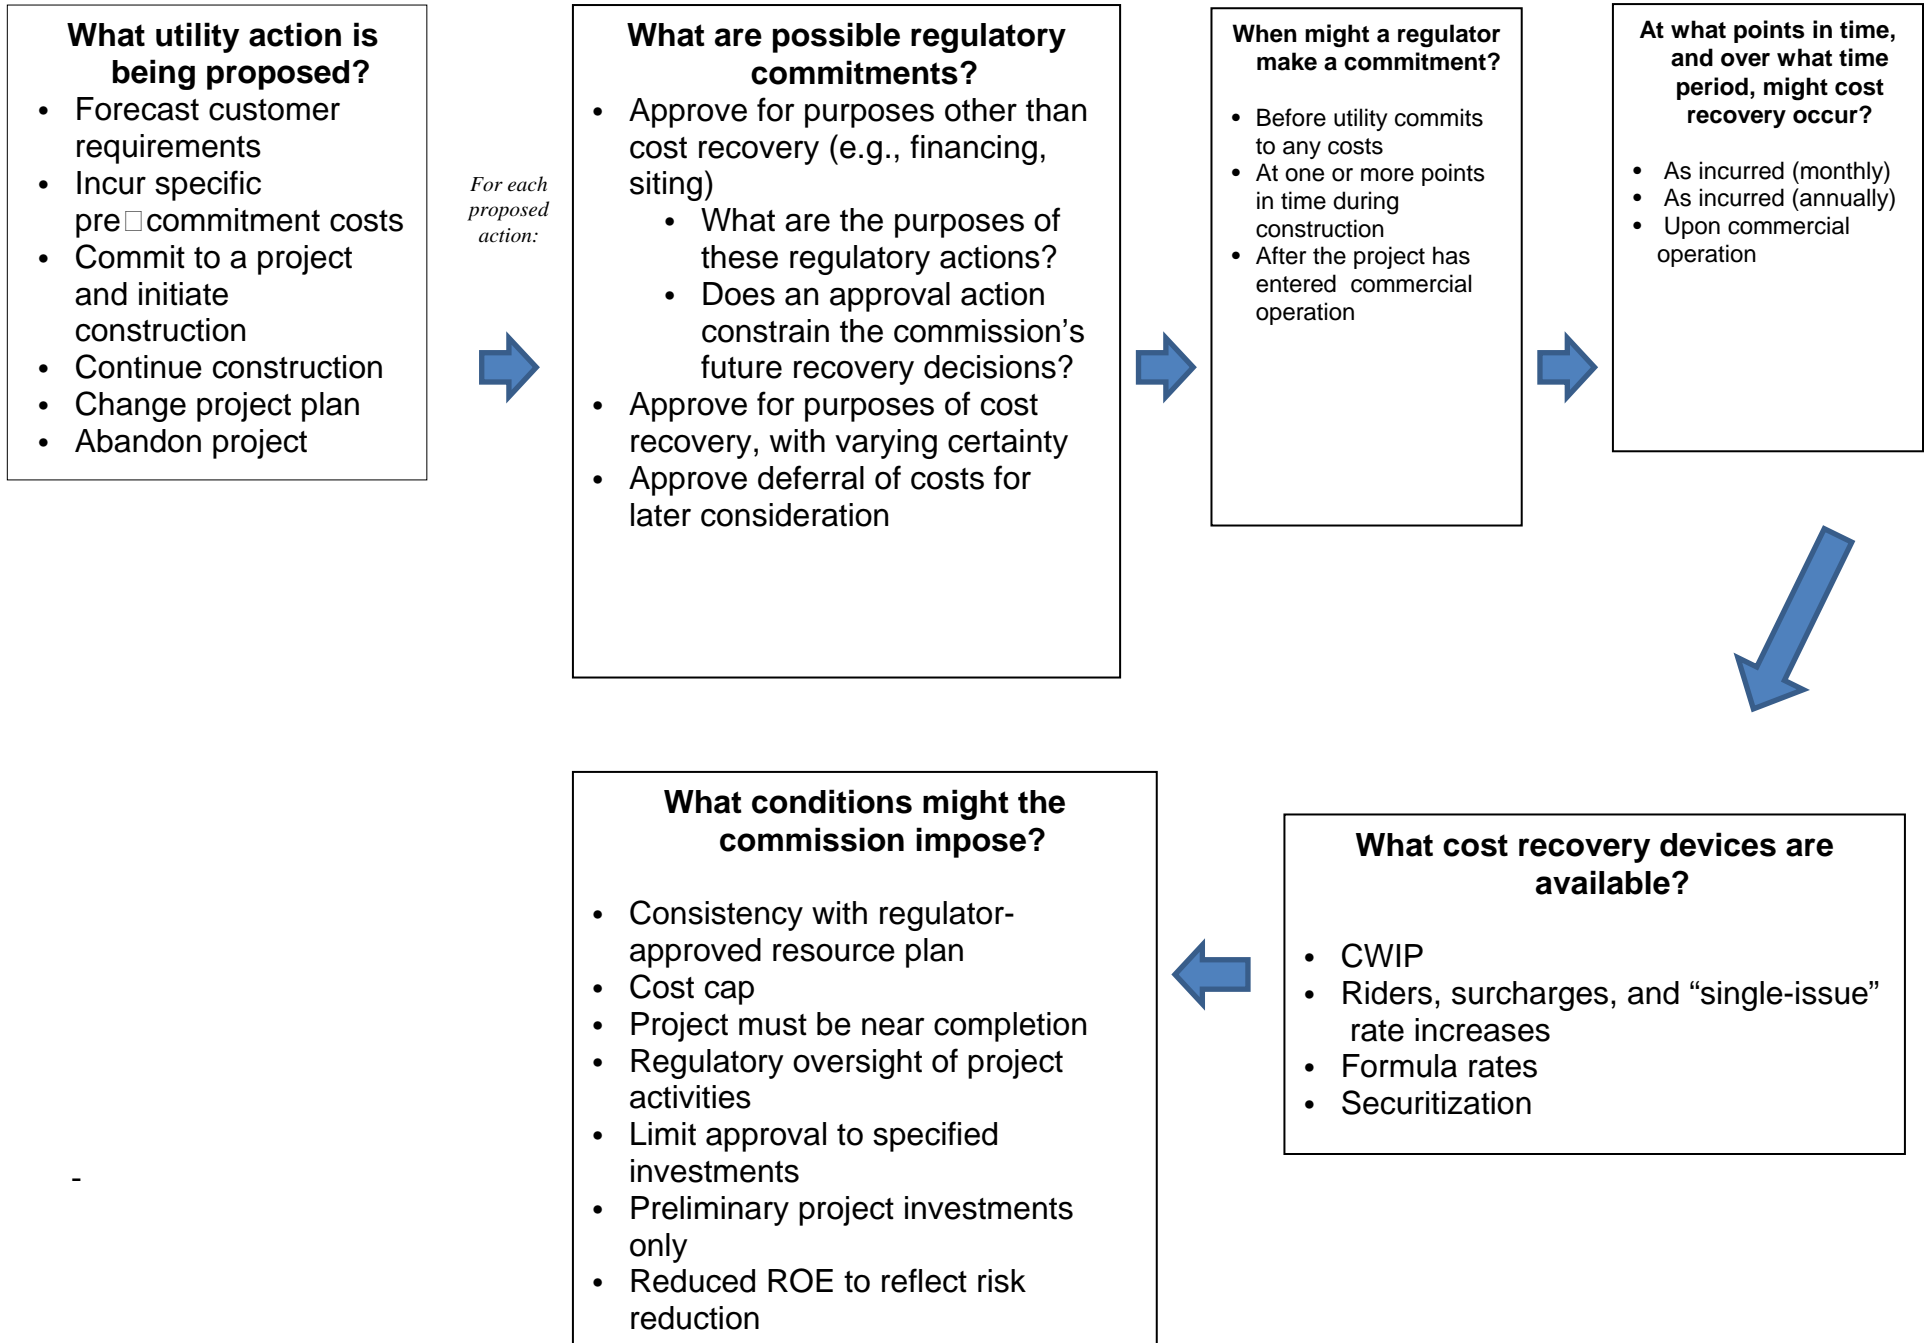 What utility action is
being proposed?
• Forecast customer
requirements
• Incur specific
pre□commitment costs
• Commit to a project
and initiate
construction
• Continue construction
• Change project plan
• Abandon project
For each
proposed
action:
What are possible regulatory
commitments?
• Approve for purposes other than
cost recovery (e.g., financing,
siting)
• What are the purposes of
these regulatory actions?
• Does an approval action
constrain the commission’s
future recovery decisions?
• Approve for purposes of cost
recovery, with varying certainty
• Approve deferral of costs for
later consideration
When might a regulator
make a commitment?
• Before utility commits
to any costs
• At one or more points
in time during
construction
• After the project has
entered commercial
operation
At what points in time,
and over what time
period, might cost
recovery occur?
• As incurred (monthly)
• As incurred (annually)
• Upon commercial
operation
What cost recovery devices are
available?
• CWIP
• Riders, surcharges, and “single-issue”
rate increases
• Formula rates
• Securitization
What conditions might the
commission impose?
• Consistency with regulator-
approved resource plan
• Cost cap
• Project must be near completion
• Regulatory oversight of project
activities
• Limit approval to specified
investments
• Preliminary project investments
only
• Reduced ROE to reflect risk
reduction
-